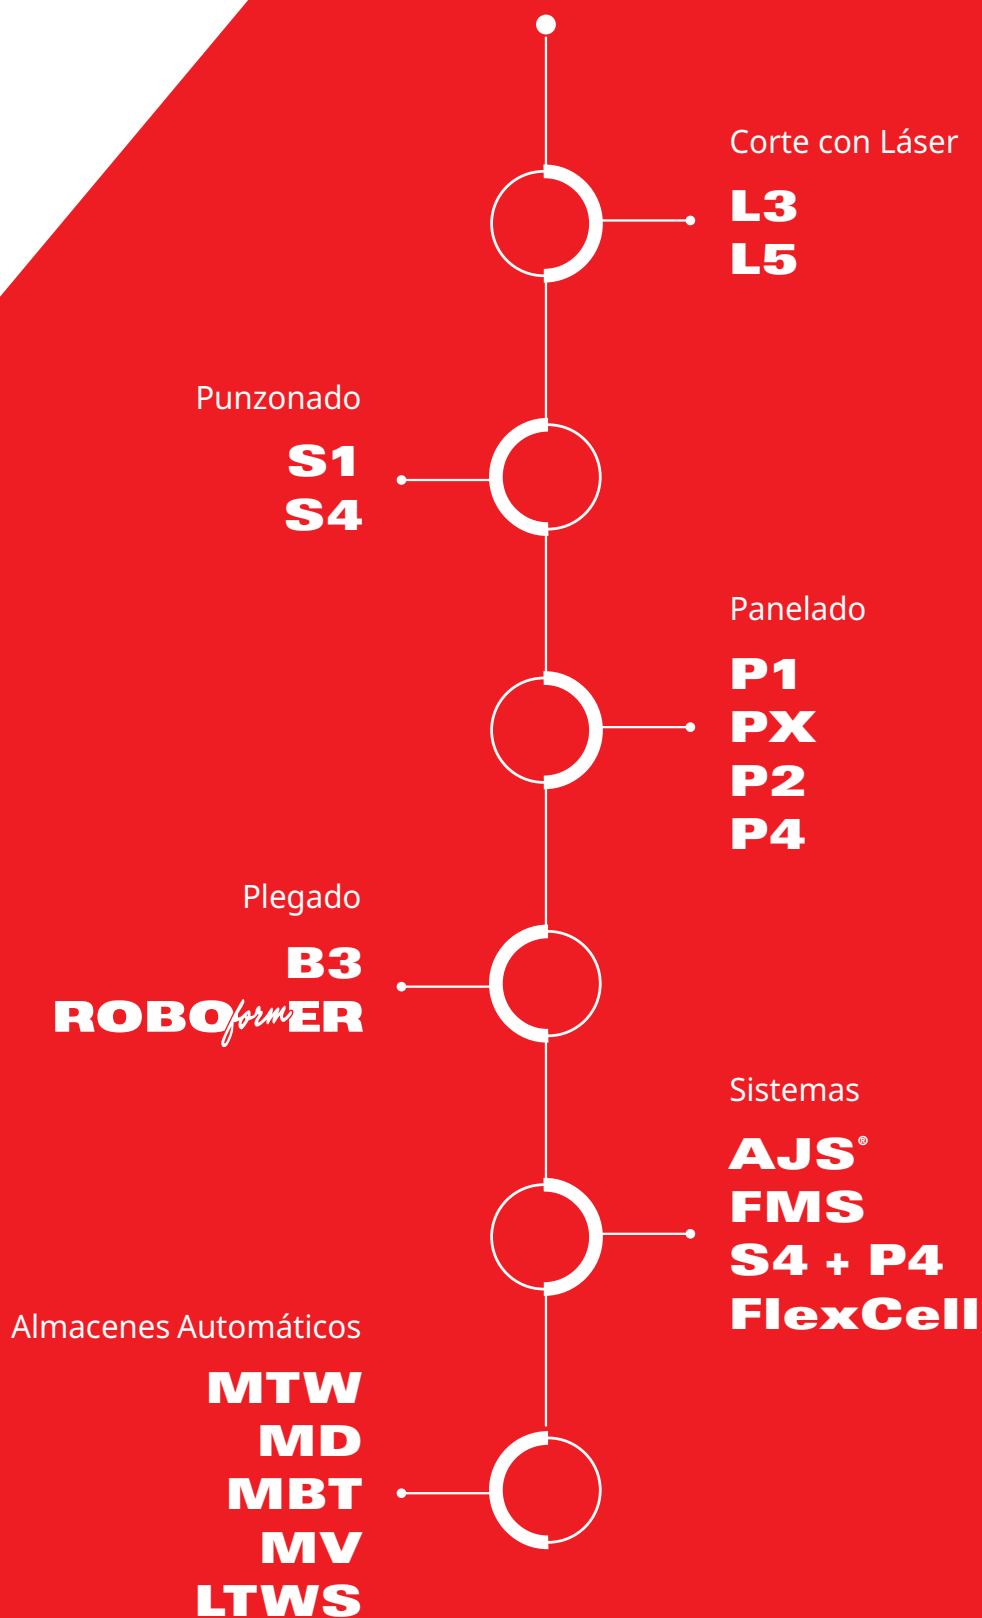 Corte con Láser
L3
L5
Punzonado
S1
S4
Panelado
P1
PX
P2
P4
Plegado
B3
ROBOformER
Sistemas
AJS®
FMS
S4 + P4
FlexCell
Almacenes Automáticos
MTW
MD
MBT
MV
LTWS